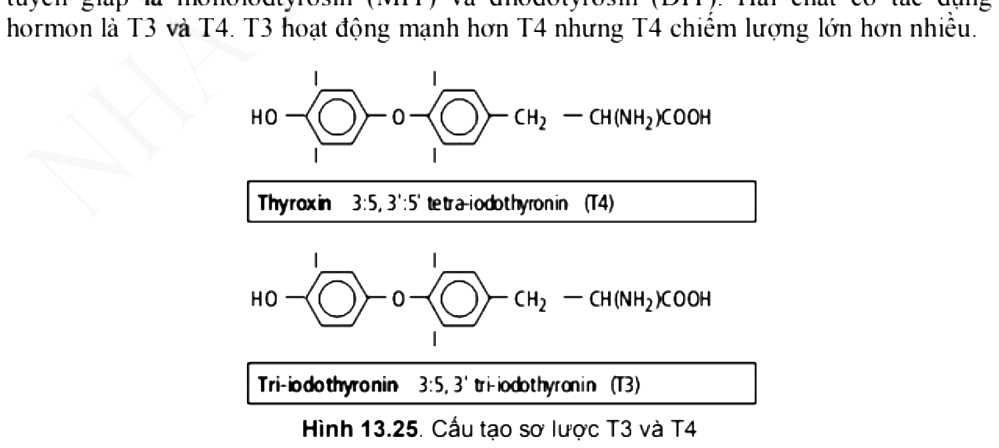 tuyến giáp là monoiodtyrosin (MIT) và diiodotyrosin (DIT). Hai chất có tác dụng
hormon là T3 và T4. T3 hoạt động mạnh hơn T4 nhưng T4 chiếm lượng lớn hơn nhiều.
I I
HO O CH2 — CH(NH2)COOH
I I
Thyroxin 3:5, 3':5' tetra-iodothyronin (T4)
I I
HO O CH2 — CH(NH2)COOH
I
Tri-iodothyronin 3:5, 3' tri-iodothyronin (T3)
Hình 13.25. Cấu tạo sơ lược T3 và T4
NHÀ